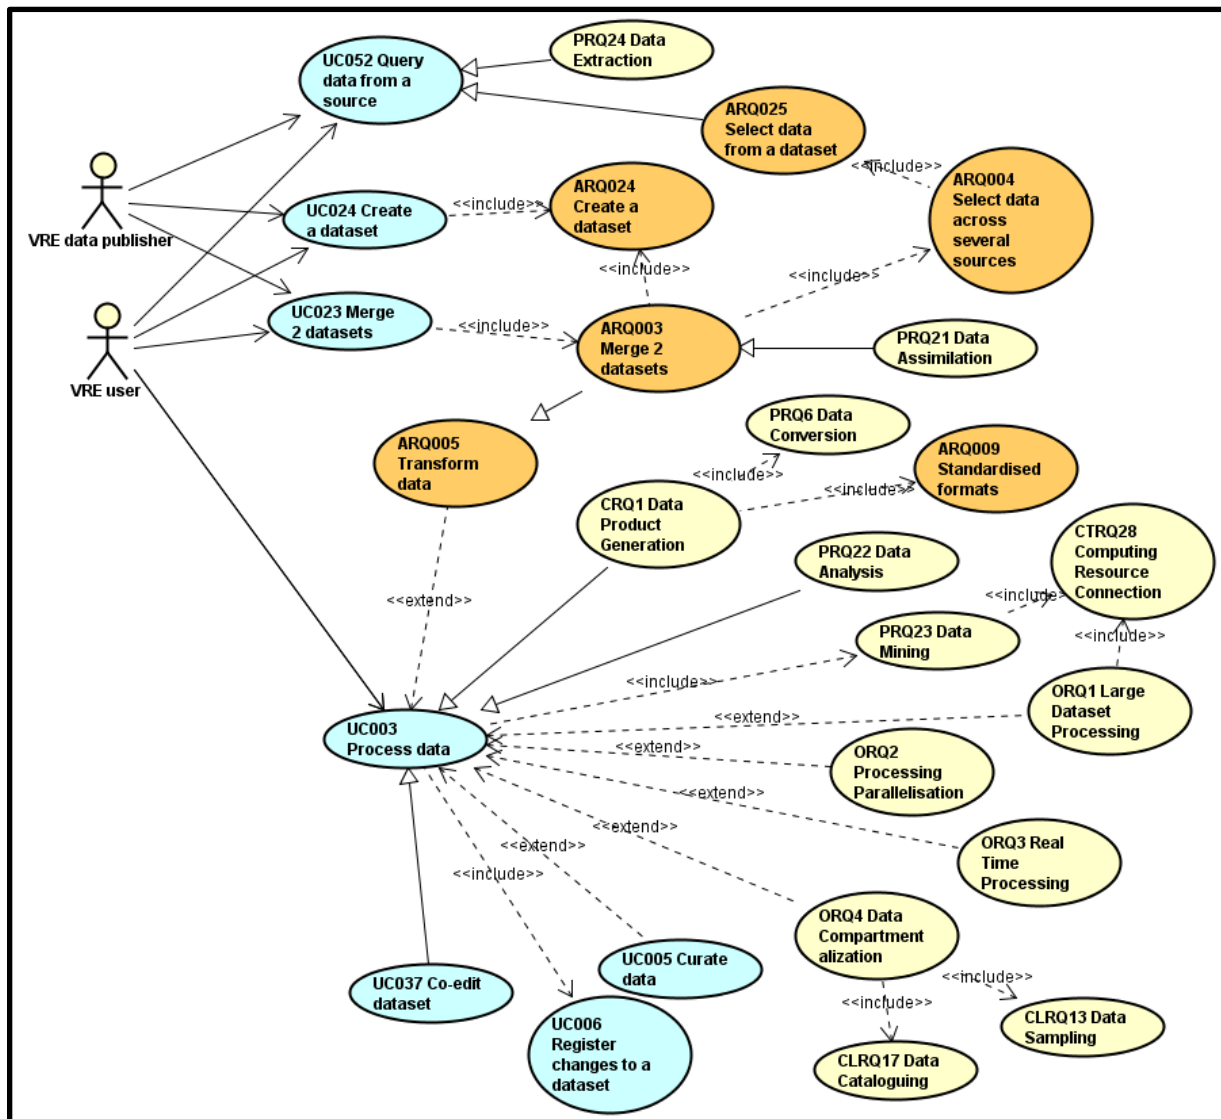 PRQ24 Data
Extraction
UC052 Query
data from a
source
ARQ025
Select data
from a dataset
<<include>>
ARQ004
Select data
across
several
sources
ARQ024
Create a
dataset
UC024 Create
a dataset
<<include>>
VRE data publisher
<<include>>
<<include>>
UC023 Merge
2 datasets
<<include>>
ARQ003
Merge 2
datasets
PRQ21 Data
Assimilation
VRE user
PRQ6 Data
Conversion
ARQ005
Transform
data
ARQ009
Standardised
formats
<<include>>
<<include>>
CRQ1 Data
Product
Generation
CTRQ28
Computing
Resource
Connection
PRQ22 Data
Analysis
<<extend>>
<<include>>
PRQ23 Data
Mining
<<include>>
<<include>>
ORQ1 Large
Dataset
Processing
<<extend>>
UC003
Process data
<<extend>>
ORQ2
Processing
Parallelisation
<<extend>>
<<extend>>
<<extend>>
ORQ3 Real
Time
Processing
<<include>>
ORQ4 Data
Compartment
alization
UC005 Curate
data
UC037 Co-edit
dataset
<<include>>
<<include>>
UC006
Register
changes to a
dataset
CLRQ13 Data
Sampling
CLRQ17 Data
Cataloguing